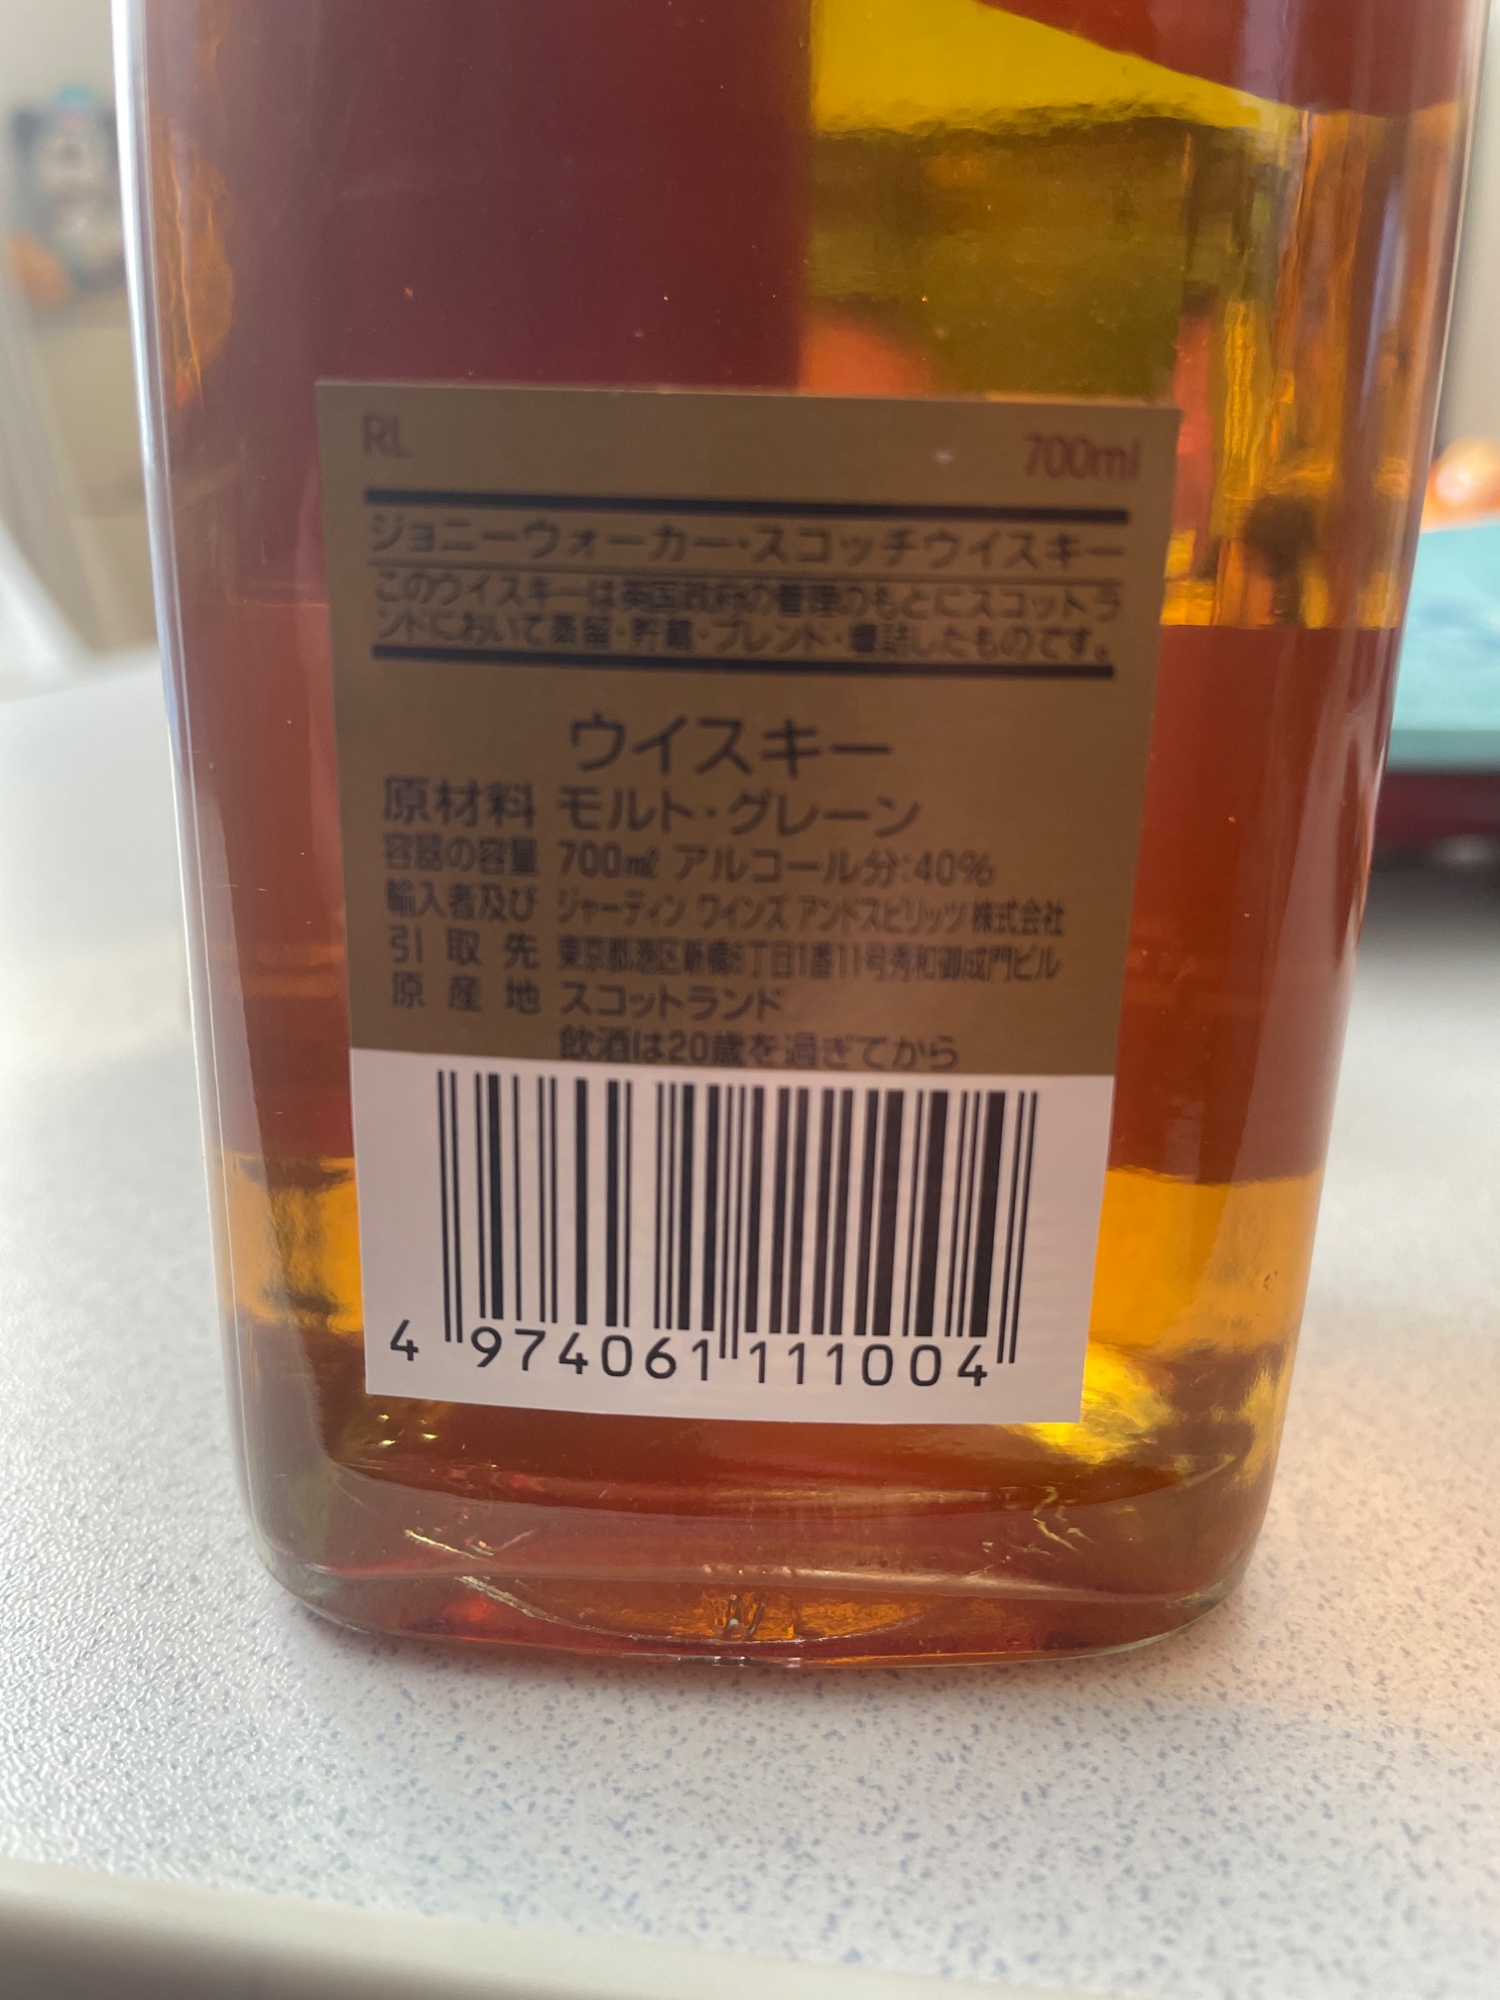 RL 700ml
ジョニーウォーカー・スコッチウイスキー
このウイスキーは英国政府の管理のもとにスコットラ
ンドにおいて蒸留・貯蔵・ブレンド・壜詰したものです。
ウイスキー
原材料 モルト・グレーン
容器の容量 700㎖ アルコール分:40%
輸入者及び ジャーディン ワインズ アンドスピリッツ 株式会社
引取先 東京都港区新橋6丁目1番11号秀和御成門ビル
原産地 スコットランド
飲酒は20歳を過ぎてから
4 974061 111004